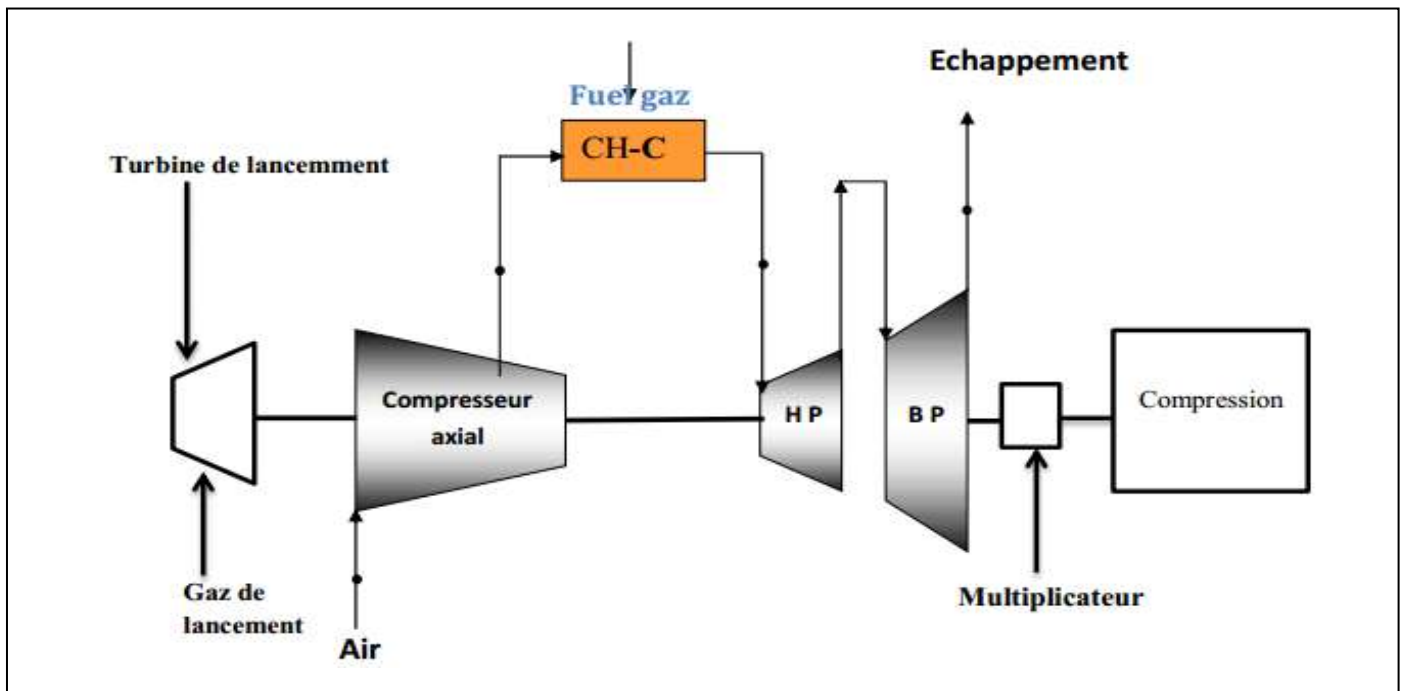 Echappement
Fuel gaz
CH-C
Turbine de lancemment
Compresseur
axial
H P
B P
Compression
Gaz de
lancement
Air
Multiplicateur